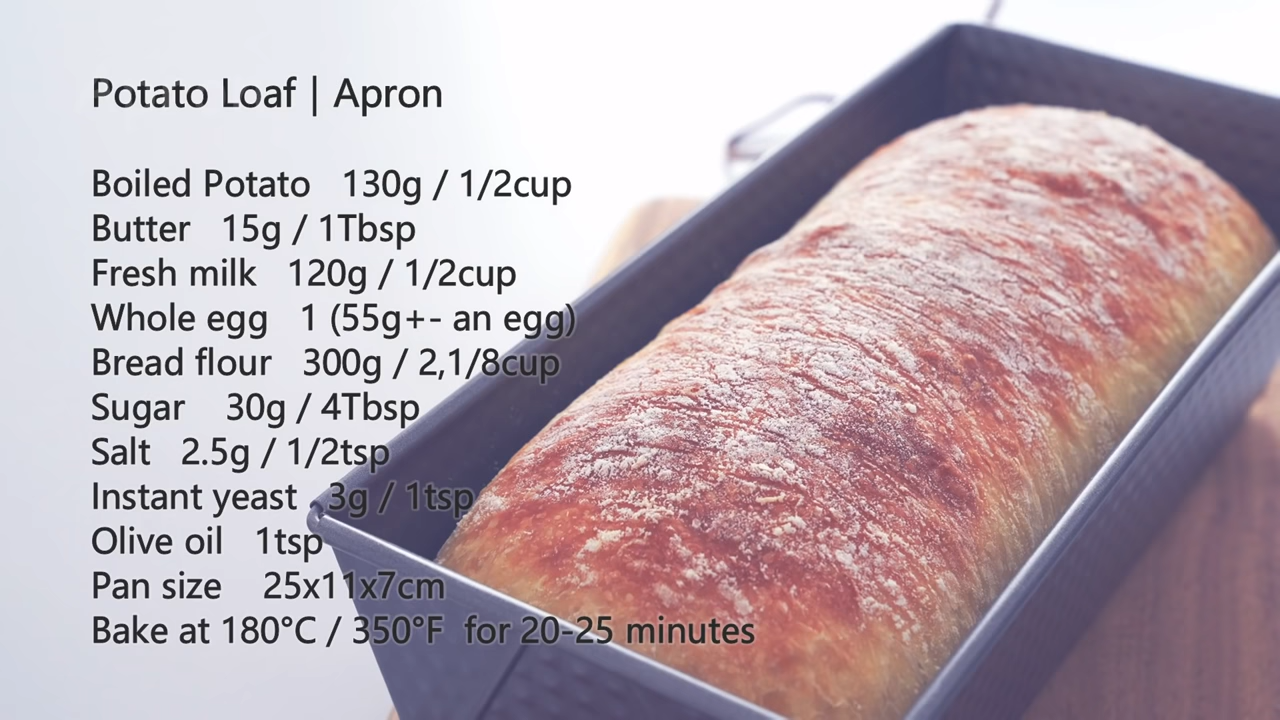 Potato Loaf | Apron
Boiled Potato 130g / 1/2cup
Butter 15g / 1Tbsp
Fresh milk 120g / 1/2cup
Whole egg 1 (55g+- an egg)
Bread flour 300g / 2,1/8cup
Sugar 30g / 4Tbsp
Salt 2.5g / 1/2tsp
Instant yeast 3g / 1tsp
Olive oil 1tsp
Pan size 25x11x7cm
Bake at 180°C / 350°F for 20-25 minutes